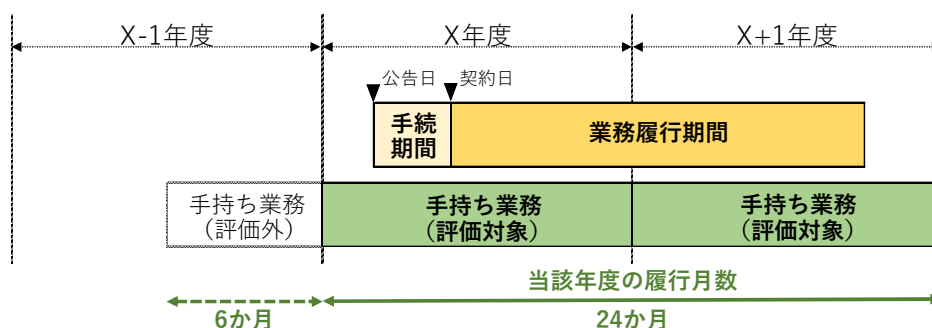 X-1年度
X年度
X+1年度
公告日
契約日
手続
期間
業務履行期間
手持ち業務
（評価外）
手持ち業務
（評価対象）
手持ち業務
（評価対象）
当該年度の履行月数
6か月
24か月